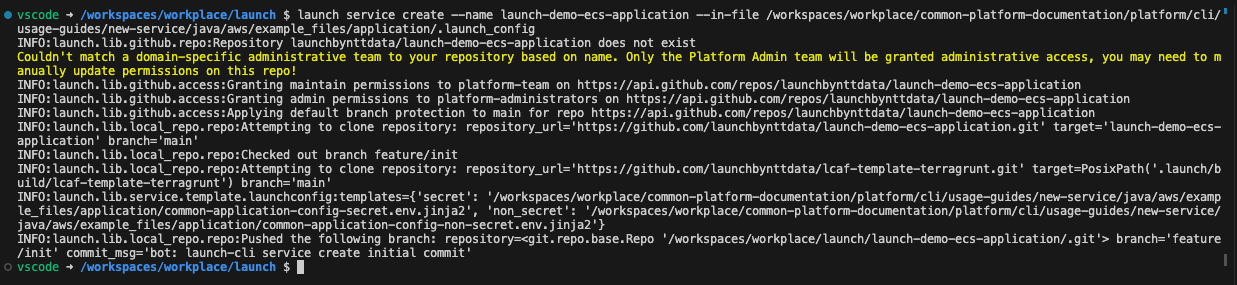 vscode → /workspaces/workplace/launch $ launch service create --name launch-demo-ecs-application --in-file /workspaces/workplace/common-platform-documentation/platform/cli/
usage-guides/new-service/java/aws/example_files/application/.launch_config
INFO:launch.lib.github.repo:Repository launchbynttdata/launch-demo-ecs-application does not exist
Couldn't match a domain-specific administrative team to your repository based on name. Only the Platform Admin team will be granted administrative access, you may need to m
anually update permissions on this repo!
INFO:launch.lib.github.access:Granting maintain permissions to platform-team on https://api.github.com/repos/launchbynttdata/launch-demo-ecs-application
INFO:launch.lib.github.access:Granting admin permissions to platform-administrators on https://api.github.com/repos/launchbynttdata/launch-demo-ecs-application
INFO:launch.lib.github.access:Applying default branch protection to main for repo https://api.github.com/repos/launchbynttdata/launch-demo-ecs-application
INFO:launch.lib.local_repo.repo:Attempting to clone repository: repository_url='https://github.com/launchbynttdata/launch-demo-ecs-application.git' target='launch-demo-ecs-
application' branch='main'
INFO:launch.lib.local_repo.repo:Checked out branch feature/init
INFO:launch.lib.local_repo.repo:Attempting to clone repository: repository_url='https://github.com/launchbynttdata/lcaf-template-terragrunt.git' target=PosixPath('.launch/b
uild/lcaf-template-terragrunt') branch='main'
INFO:launch.lib.service.template.launchconfig:templates={'secret': '/workspaces/workplace/common-platform-documentation/platform/cli/usage-guides/new-service/java/aws/examp
le_files/application/common-application-config-secret.env.jinja2', 'non_secret': '/workspaces/workplace/common-platform-documentation/platform/cli/usage-guides/new-service/
java/aws/example_files/application/common-application-config-non-secret.env.jinja2'}
INFO:launch.lib.local_repo.repo:Pushed the following branch: repository=<git.repo.base.Repo '/workspaces/workplace/launch/launch-demo-ecs-application/.git'> branch='feature
/init' commit_msg='bot: launch-cli service create initial commit'
vscode → /workspaces/workplace/launch $